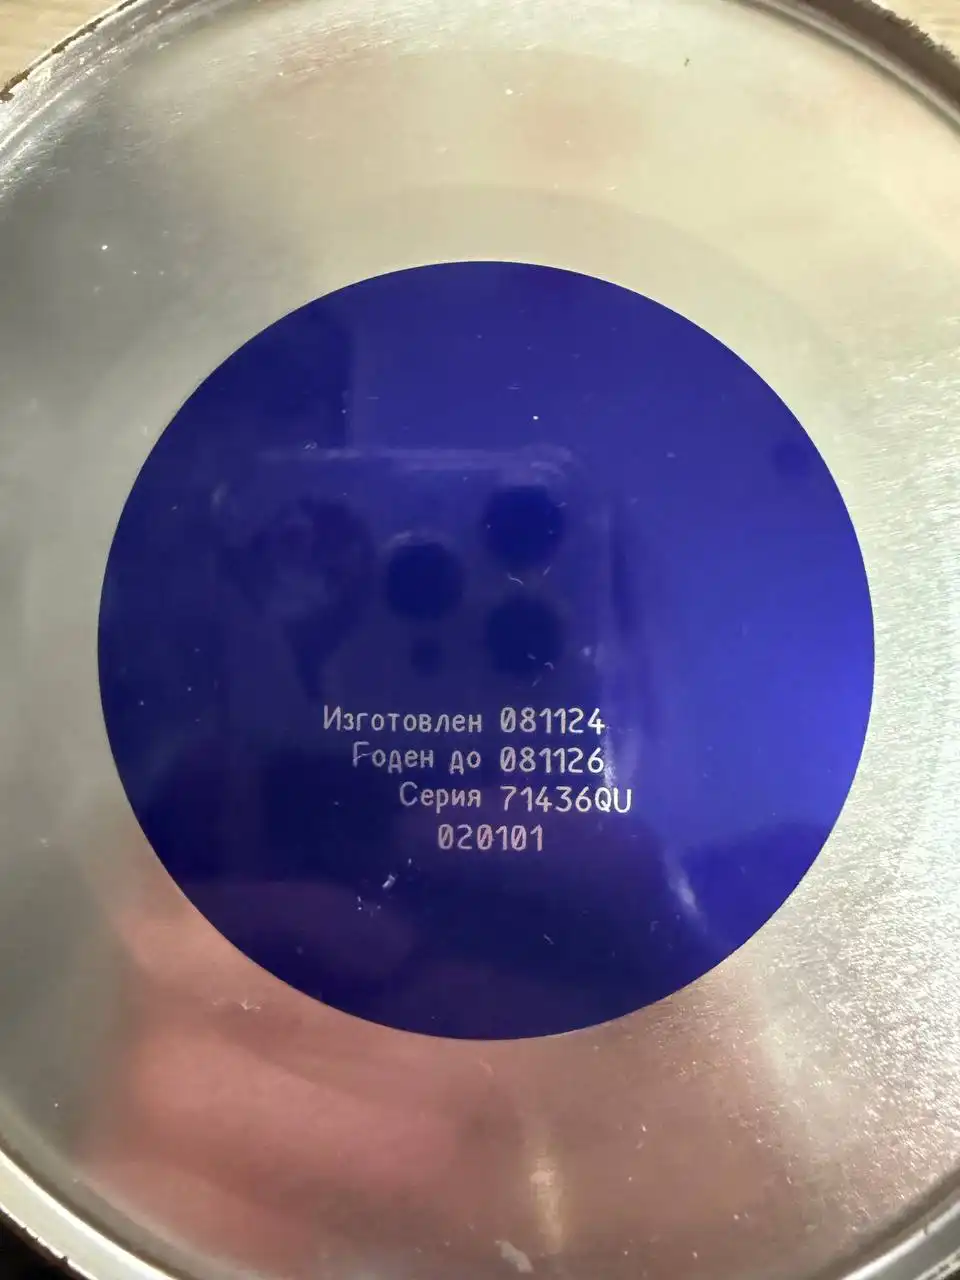 Изготовлен 081124
Годен до 081126
Серия 71436QU
020101